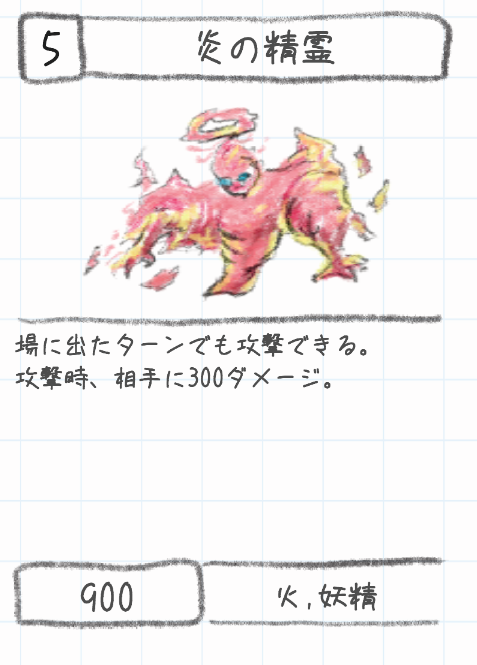 5
炎の精霊
場に出たターンでも攻撃できる。
攻撃時、相手に300ダメージ。
900
火,妖精